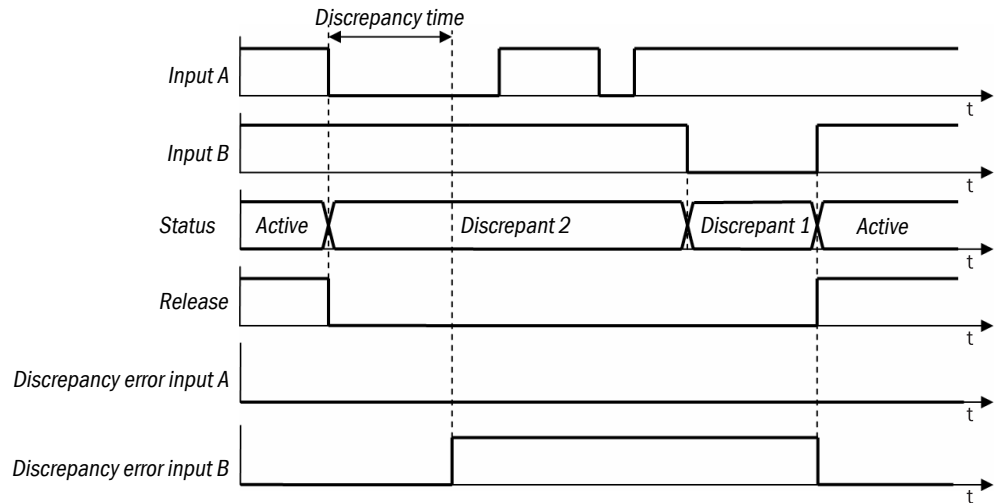 Discrepancy time
Input A
t
Input B
t
Status Active Discrepant 2 Discrepant 1 Active
t
Release
t
Discrepancy error input A
t
Discrepancy error input B
t